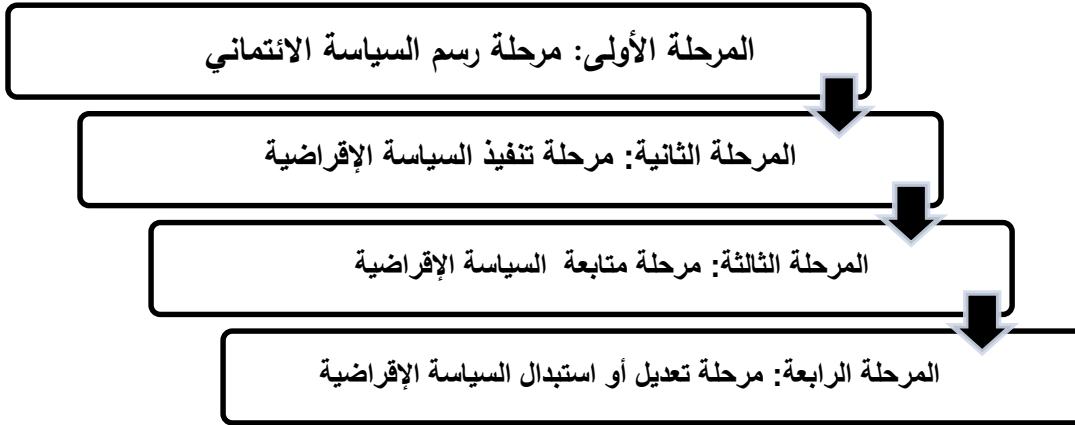 المرحلة الأولى: مرحلة رسم السياسة الائتماني
المرحلة الثانية: مرحلة تنفيذ السياسة الإقراضية
المرحلة الثالثة: مرحلة متابعة السياسة الإقراضية
المرحلة الرابعة: مرحلة تعديل أو استبدال السياسة الإقراضية